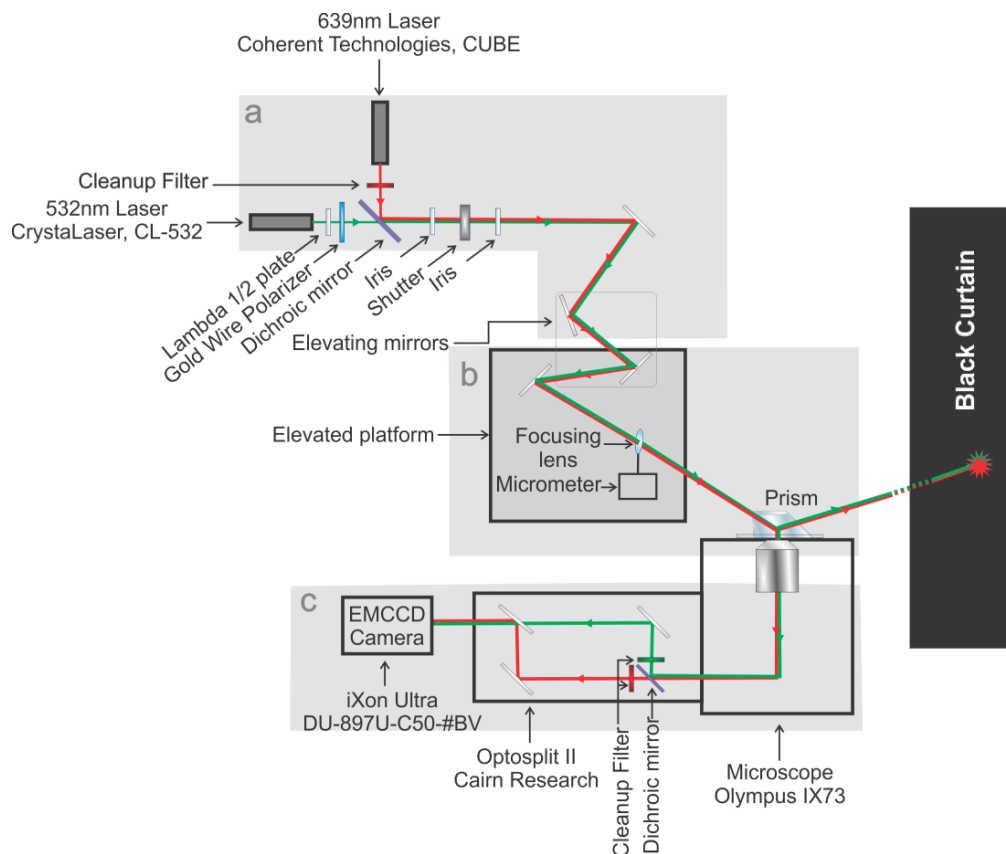 639nm Laser
Coherent Technologies, CUBE
a
Cleanup Filter
532nm Laser
CrystaLaser, CL-532
Lambda 1/2 plate
Gold Wire Polarizer
Dichroic mirror
Iris
Shutter
Iris
Elevating mirrors
b
Elevated platform
Focusing
lens
Micrometer
Prism
Black Curtain
c
EMCCD
Camera
iXon Ultra
DU-897U-C50-#BV
Optosplit II
Cairn Research
Cleanup Filter
Dichroic mirror
Microscope
Olympus IX73